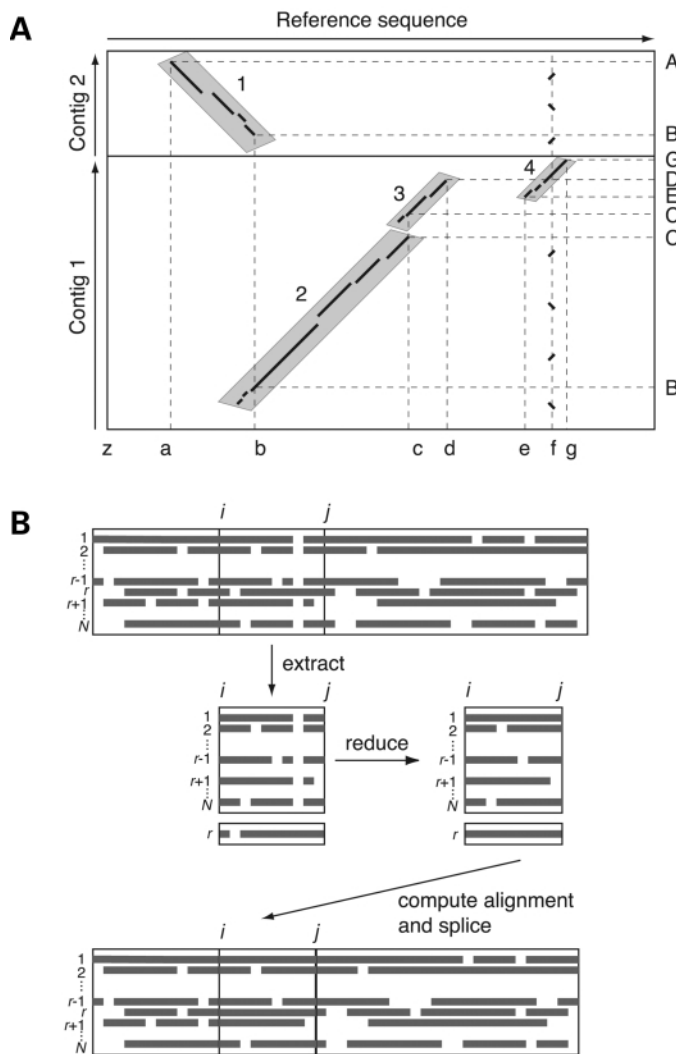 A
Reference sequence
Contig 2
Contig 1
1
2
3
4
A
B
G
D
E
C
C
B
z a b c d e f g
B
i j
1
2
r-1
r
r+1
N
extract
i j
1
2
r-1
r+1
N
r
reduce
i j
1
2
r-1
r+1
N
r
compute alignment
and splice
i j
1
2
r-1
r
r+1
N